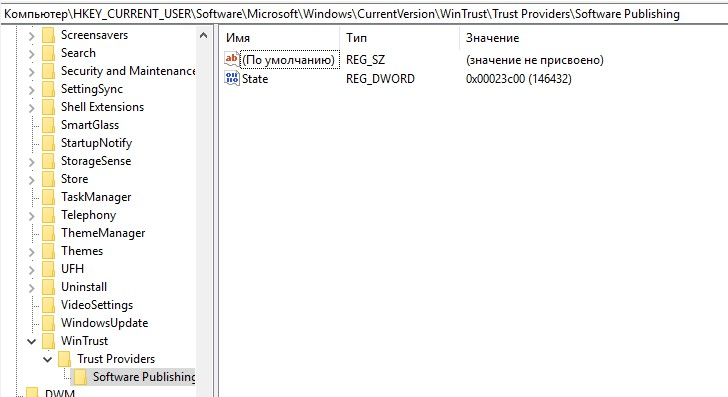 Компьютер\HKEY_CURRENT_USER\Software\Microsoft\Windows\CurrentVersion\WinTrust\Trust Providers\Software Publishing
Screensavers
Search
Security and Maintenance
SettingSync
Shell Extensions
SmartGlass
StartupNotify
StorageSense
Store
TaskManager
Telephony
ThemeManager
Themes
UFH
Uninstall
VideoSettings
WindowsUpdate
WinTrust
Trust Providers
Software Publishing
DWM
Имя Тип Значение
(По умолчанию) REG_SZ (значение не присвоено)
State REG_DWORD 0x00023c00 (146432)